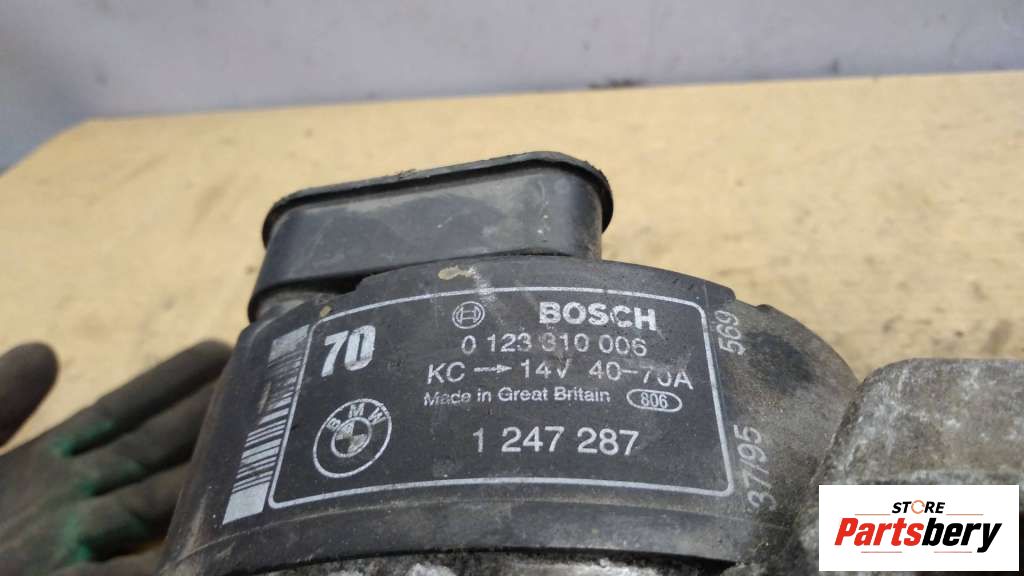 70
BOSCH
0 123 310 006
KC → 14V 40-70A
Made in Great Britain 806
BMW
1 247 287
569
37/95
STORE
Partsbery